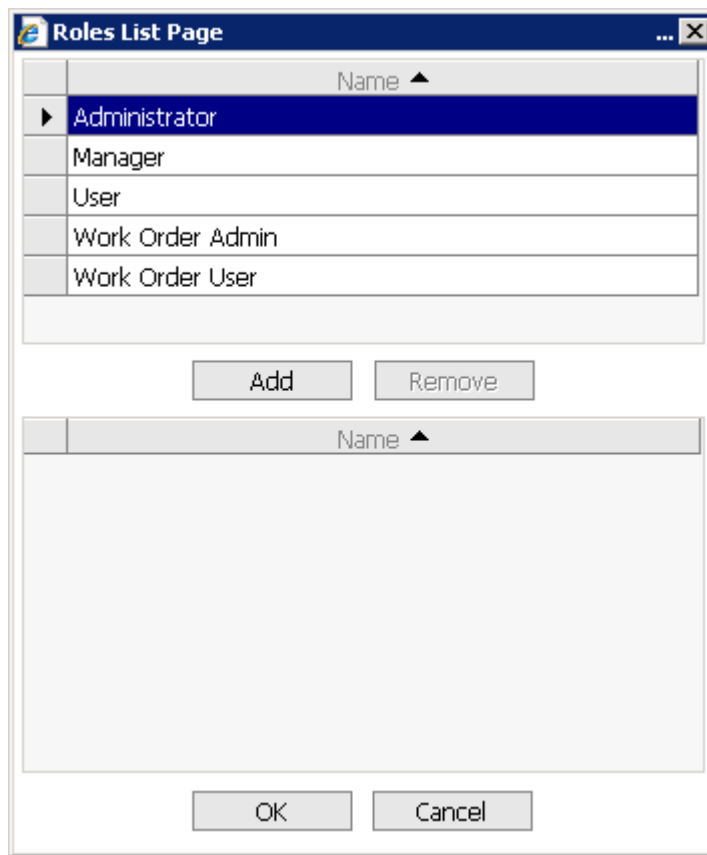 Roles List Page ...
Name
Administrator
Manager
User
Work Order Admin
Work Order User
Add Remove
Name
OK Cancel